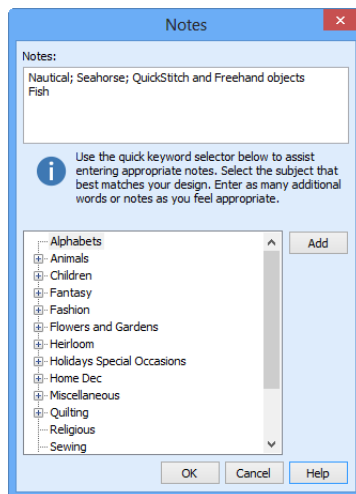 Notes
Notes:
Nautical; Seahorse; QuickStitch and Freehand objects
Fish
Use the quick keyword selector below to assist
entering appropriate notes. Select the subject that
best matches your design. Enter as many additional
words or notes as you feel appropriate.
Alphabets
Add
Animals
Children
Fantasy
Fashion
Flowers and Gardens
Heirloom
Holidays Special Occasions
Home Dec
Miscellaneous
Quilting
Religious
Sewing
OK Cancel Help